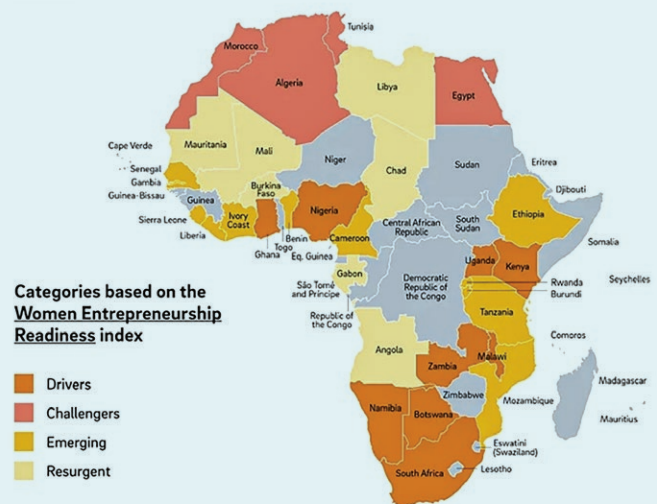 Tunisia
Morocco
Algeria
Libya
Egypt
Cape Verde
Mauritania
Mali
Niger
Chad
Sudan
Eritrea
Senegal
Gambia
Guinea-Bissau
Guinea
Burkina
Faso
Djibouti
Sierra Leone
Liberia
Ivory
Coast
Ghana
Togo
Benin
Nigeria
Cameroon
Eq. Guinea
Central African
Republic
South
Sudan
Ethiopia
Somalia
São Tomé
and Príncipe
Gabon
Republic
of the Congo
Democratic
Republic of
the Congo
Uganda
Kenya
Rwanda
Burundi
Seychelles
Tanzania
Comoros
Angola
Zambia
Malawi
Mozambique
Madagascar
Mauritius
Zimbabwe
Namibia
Botswana
Eswatini
(Swaziland)
Lesotho
South Africa
Categories based on the
Women Entrepreneurship
Readiness index
Drivers
Challengers
Emerging
Resurgent